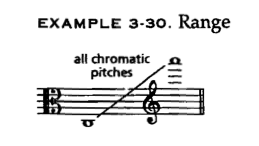 EXAMPLE 3-30. Range
all chromatic
pitches